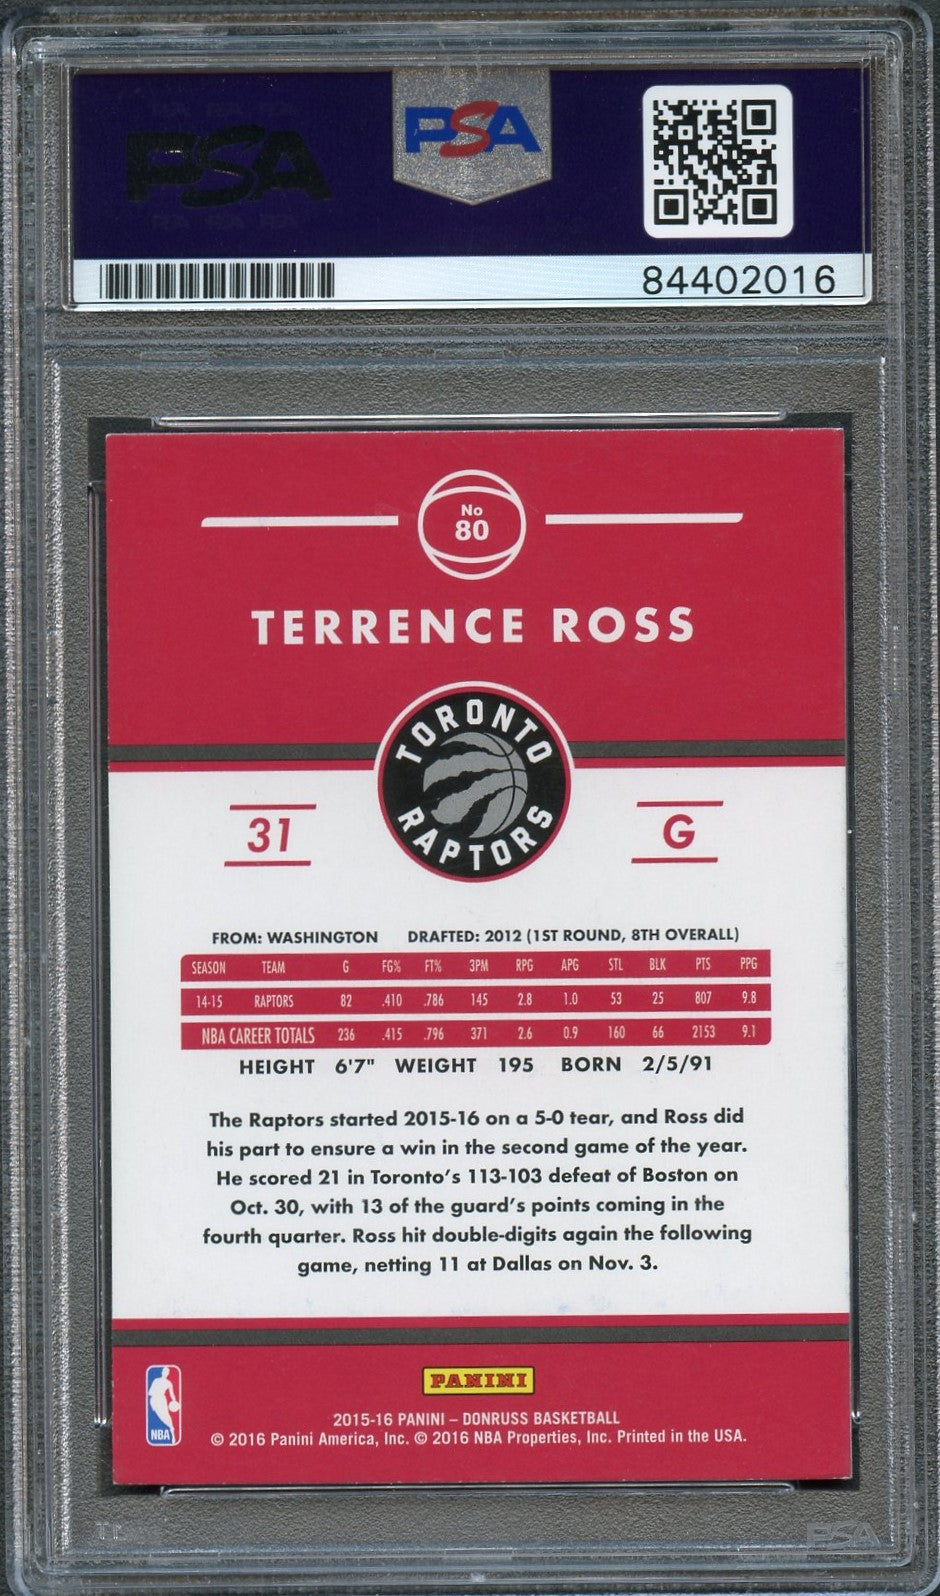 PSA
PSA
84402016
No
80
TERRENCE ROSS
TORONTO
RAPTORS
31
G
FROM: WASHINGTON DRAFTED: 2012 (1ST ROUND, 8TH OVERALL)
SEASON TEAM G FG% FT% 3PM RPG APG STL BLK PTS PPG
14-15 RAPTORS 82 .410 .786 145 2.8 1.0 53 25 807 9.8
NBA CAREER TOTALS 236 .415 .796 371 2.6 0.9 160 66 2153 9.1
HEIGHT 6'7" WEIGHT 195 BORN 2/5/91
The Raptors started 2015-16 on a 5-0 tear, and Ross did
his part to ensure a win in the second game of the year.
He scored 21 in Toronto's 113-103 defeat of Boston on
Oct. 30, with 13 of the guard's points coming in the
fourth quarter. Ross hit double-digits again the following
game, netting 11 at Dallas on Nov. 3.
PANINI
NBA
2015-16 PANINI – DONRUSS BASKETBALL
© 2016 Panini America, Inc. © 2016 NBA Properties, Inc. Printed in the USA.
PSA